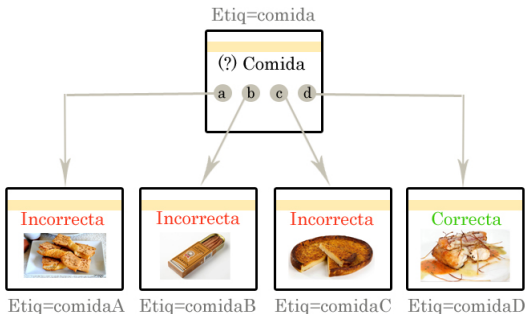 Etiq=comida
(?) Comida
a b c d
Incorrecta Incorrecta Incorrecta Correcta
Etiq=comidaA Etiq=comidaB Etiq=comidaC Etiq=comidaD